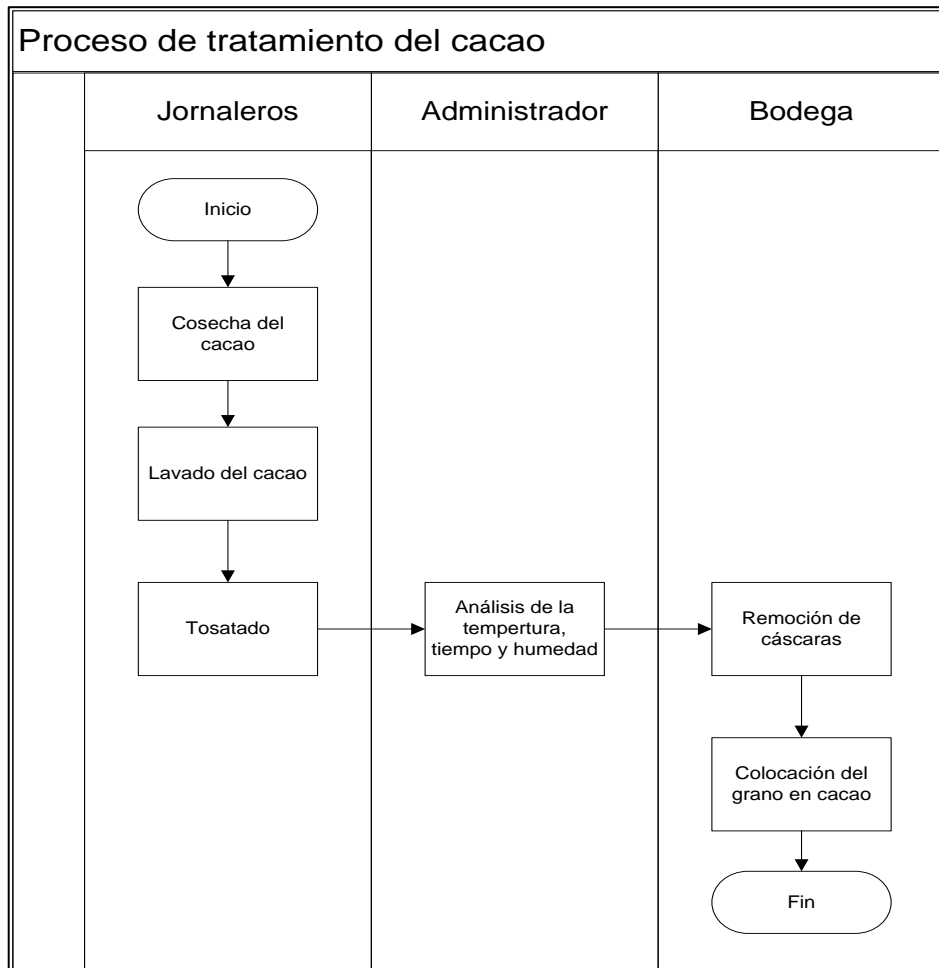 Proceso de tratamiento del cacao
Jornaleros
Administrador
Bodega
Inicio
Cosecha del
cacao
Lavado del cacao
Tosatado
Análisis de la
tempertura,
tiempo y humedad
Remoción de
cáscaras
Colocación del
grano en cacao
Fin